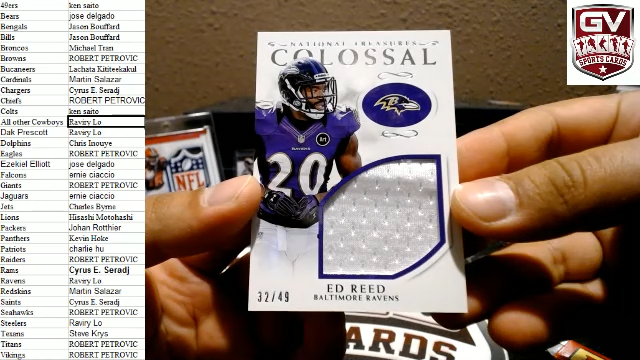 49ers ken saito
Bears jose delgado
Bengals Jason Bouffard
Bills Jason Bouffard
Broncos Michael Tran
Browns ROBERT PETROVIC
Bucaneers Lachata Kititeekakul
Cardinals Martin Salazar
Chargers Cyrus E. Seradj
Chiefs ROBERT PETROVIC
Colts ken saito
All other Cowboys Raviry Lo
Dak Prescott Raviry Lo
Dolphins Chris Inouye
Eagles ROBERT PETROVIC
Ezekiel Elliott jose delgado
Falcons ernie ciaccio
Giants ROBERT PETROVIC
Jaguars ernie ciaccio
Jets Charles Byrne
Lions Hisashi Motohashi
Packers Johan Rotthier
Panthers Kevin Hoke
Patriots charlie hu
Raiders ROBERT PETROVIC
Rams Cyrus E. Seradj
Ravens Raviry Lo
Redskins Martin Salazar
Saints Cyrus E. Seradj
Seahawks ROBERT PETROVIC
Steelers Raviry Lo
Texans Steve Krys
Titans ROBERT PETROVIC
Vikings ROBERT PETROVIC
NATIONAL TREASURES
COLOSSAL
RAVENS
Art
20
ED REED
32/49
BALTIMORE RAVENS
NFL
ARDS
GV
SPORTS CARDS